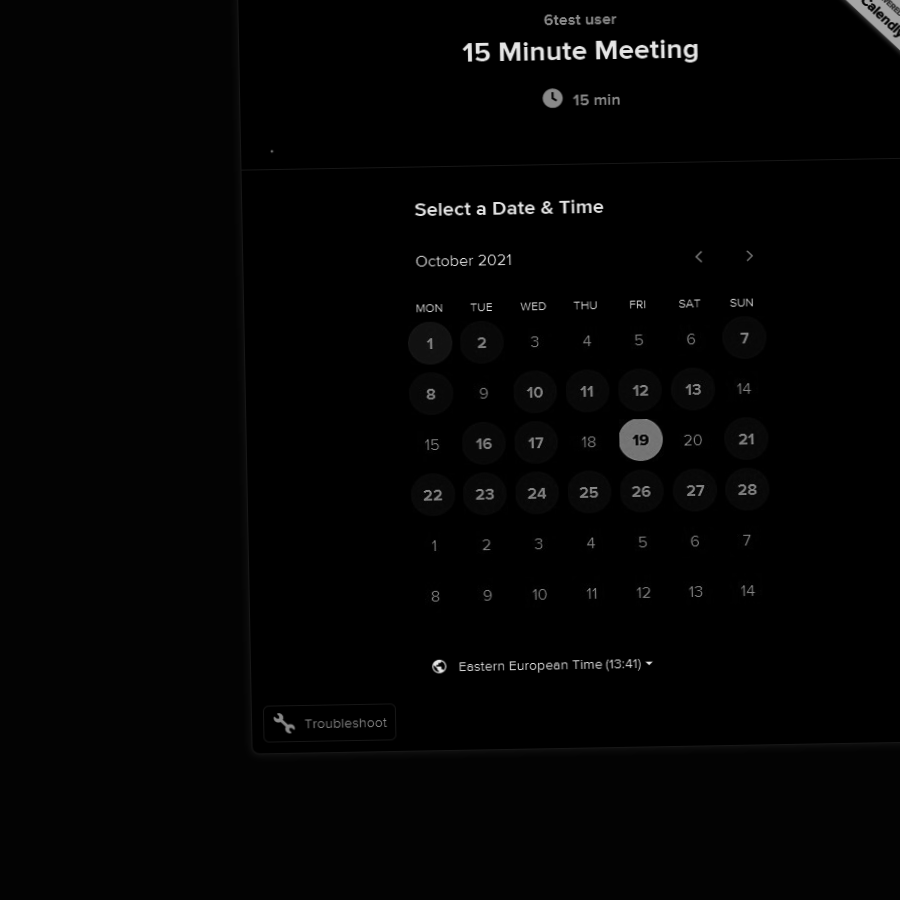 6test user
15 Minute Meeting
15 min
Calendly
Select a Date & Time
October 2021
MON TUE WED THU FRI SAT SUN
1 2 3 4 5 6 7
8 9 10 11 12 13 14
15 16 17 18 19 20 21
22 23 24 25 26 27 28
1 2 3 4 5 6 7
8 9 10 11 12 13 14
Eastern European Time (13:41)
Troubleshoot